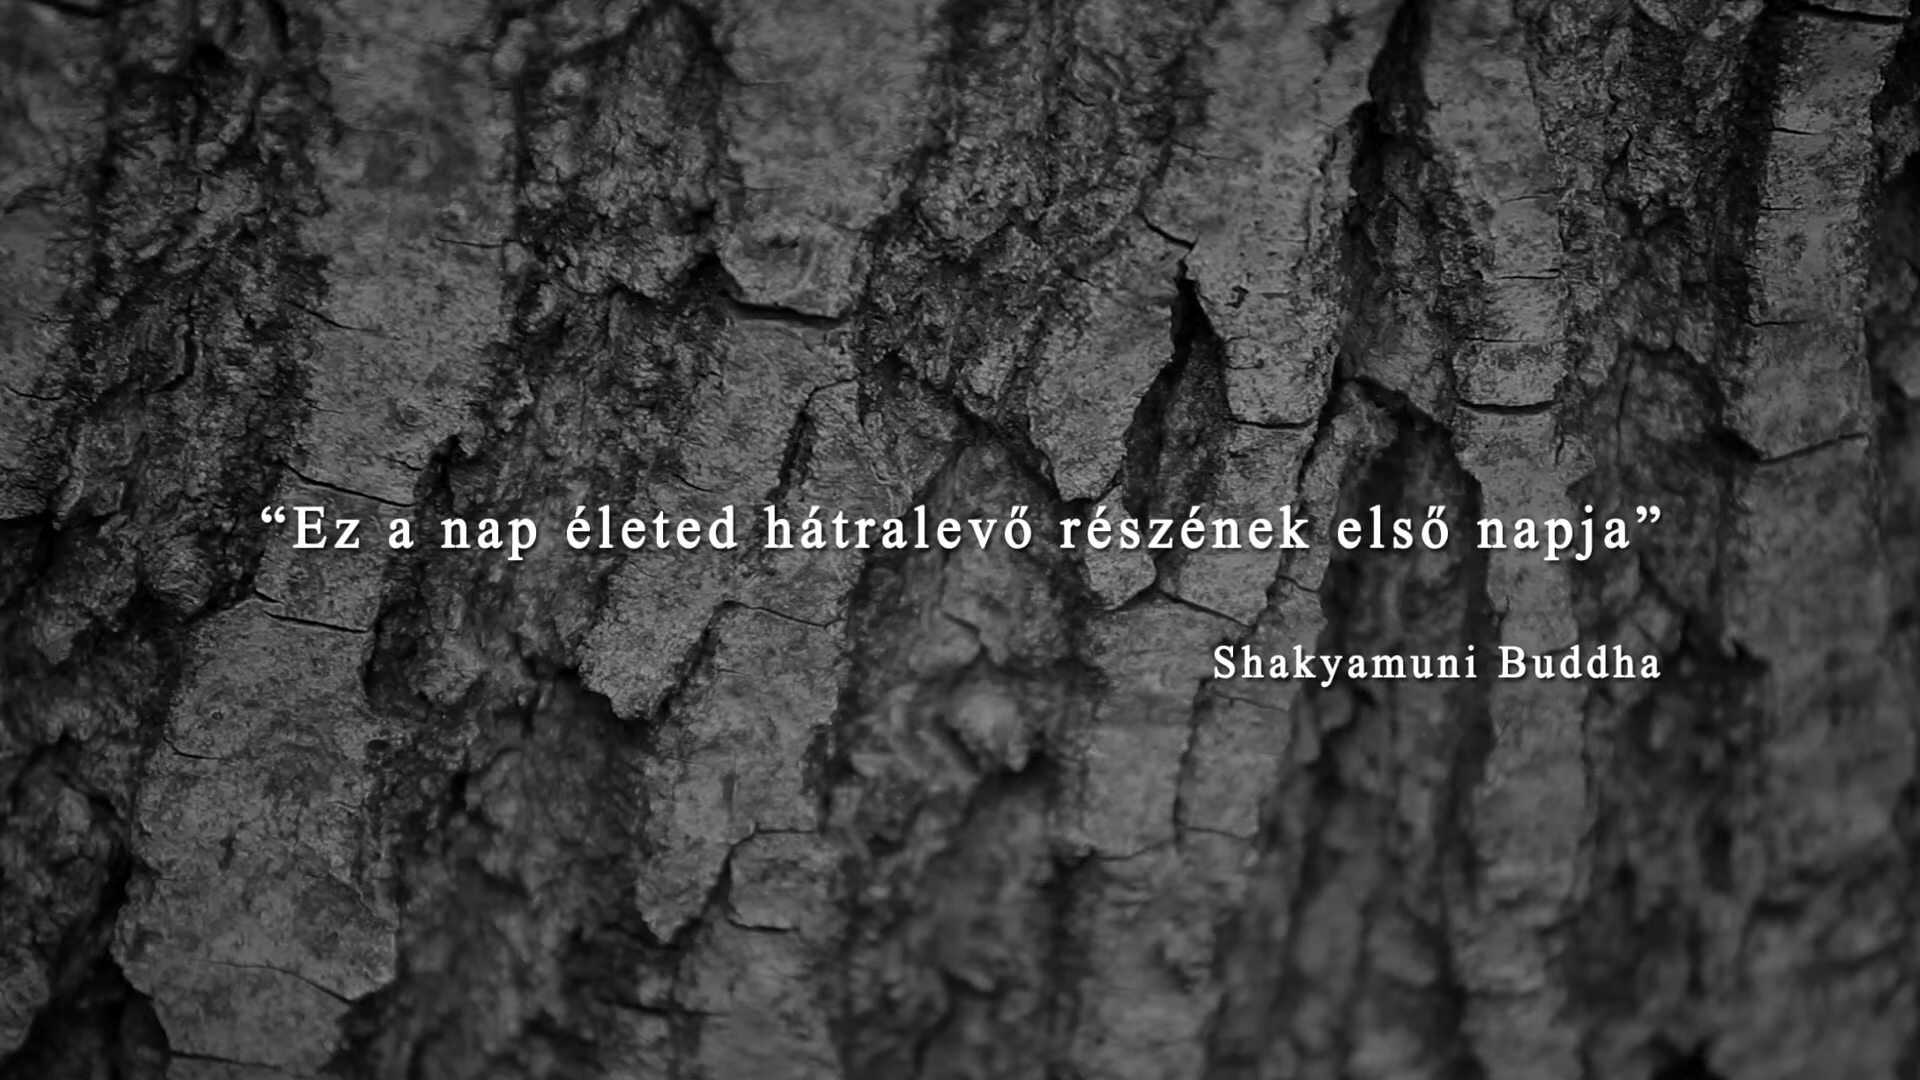 “Ez a nap életed hátralevő részének első napja”
Shakyamuni Buddha